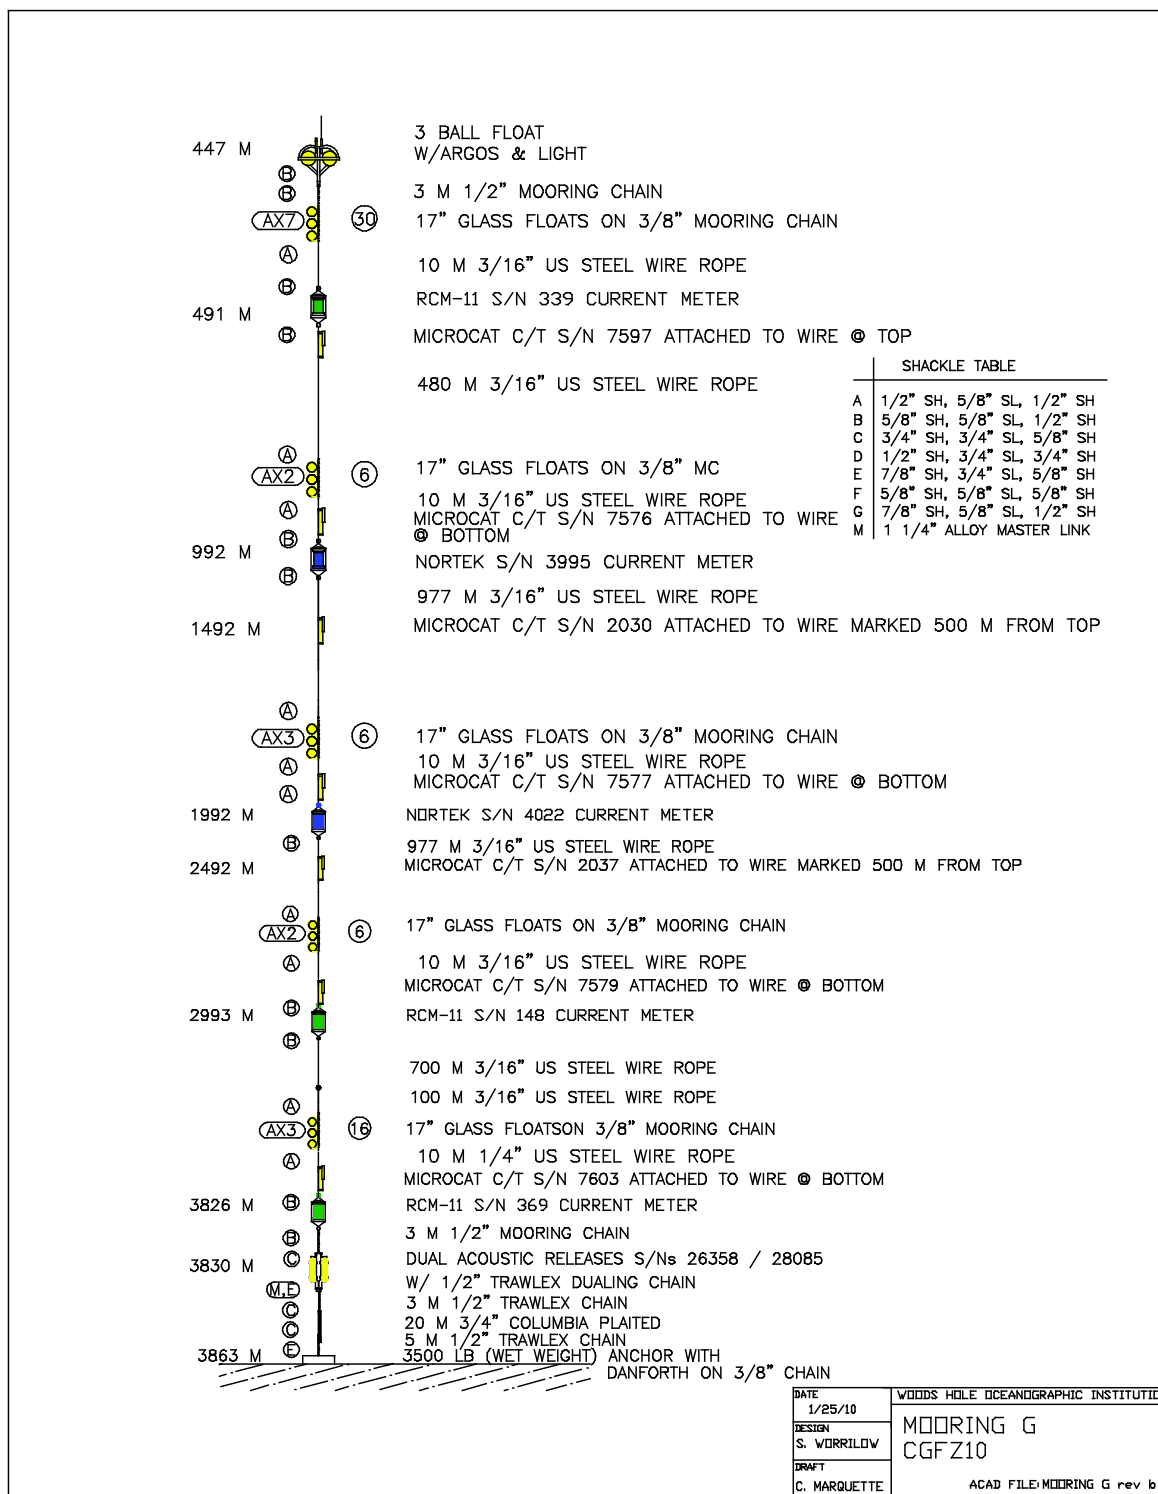 447 M
3 BALL FLOAT
W/ARGOS & LIGHT
B
B
3 M 1/2" MOORING CHAIN
AX7
30
17" GLASS FLOATS ON 3/8" MOORING CHAIN
A
10 M 3/16" US STEEL WIRE ROPE
B
491 M
RCM-11 S/N 339 CURRENT METER
B
MICROCAT C/T S/N 7597 ATTACHED TO WIRE @ TOP
480 M 3/16" US STEEL WIRE ROPE
SHACKLE TABLE
A 1/2" SH, 5/8" SL, 1/2" SH
B 5/8" SH, 5/8" SL, 1/2" SH
C 3/4" SH, 3/4" SL, 5/8" SH
D 1/2" SH, 3/4" SL, 3/4" SH
E 7/8" SH, 3/4" SL, 5/8" SH
F 5/8" SH, 5/8" SL, 5/8" SH
G 7/8" SH, 5/8" SL, 1/2" SH
M 1 1/4" ALLOY MASTER LINK
A
AX2
6
17" GLASS FLOATS ON 3/8" MC
10 M 3/16" US STEEL WIRE ROPE
A
MICROCAT C/T S/N 7576 ATTACHED TO WIRE
@ BOTTOM
B
992 M
NORTEK S/N 3995 CURRENT METER
B
977 M 3/16" US STEEL WIRE ROPE
1492 M
MICROCAT C/T S/N 2030 ATTACHED TO WIRE MARKED 500 M FROM TOP
A
AX3
6
17" GLASS FLOATS ON 3/8" MOORING CHAIN
10 M 3/16" US STEEL WIRE ROPE
A
MICROCAT C/T S/N 7577 ATTACHED TO WIRE @ BOTTOM
A
1992 M
NORTEK S/N 4022 CURRENT METER
B
977 M 3/16" US STEEL WIRE ROPE
2492 M
MICROCAT C/T S/N 2037 ATTACHED TO WIRE MARKED 500 M FROM TOP
A
AX2
6
17" GLASS FLOATS ON 3/8" MOORING CHAIN
A
10 M 3/16" US STEEL WIRE ROPE
MICROCAT C/T S/N 7579 ATTACHED TO WIRE @ BOTTOM
B
2993 M
RCM-11 S/N 148 CURRENT METER
B
700 M 3/16" US STEEL WIRE ROPE
100 M 3/16" US STEEL WIRE ROPE
A
AX3
16
17" GLASS FLOATSON 3/8" MOORING CHAIN
A
10 M 1/4" US STEEL WIRE ROPE
MICROCAT C/T S/N 7603 ATTACHED TO WIRE @ BOTTOM
B
3826 M
RCM-11 S/N 369 CURRENT METER
B
3 M 1/2" MOORING CHAIN
C
3830 M
DUAL ACOUSTIC RELEASES S/Ns 26358 / 28085
W/ 1/2" TRAWLEX DUALING CHAIN
M,E
3 M 1/2" TRAWLEX CHAIN
C
20 M 3/4" COLUMBIA PLAITED
C
5 M 1/2" TRAWLEX CHAIN
E
3863 M
3500 LB (WET WEIGHT) ANCHOR WITH
DANFORTH ON 3/8" CHAIN
DATE
1/25/10
DESIGN
S. WORRILOW
DRAFT
C. MARQUETTE
WOODS HOLE OCEANOGRAPHIC INSTITUTIO
MOORING G
CGFZ10
ACAD FILE:MOORING G rev b